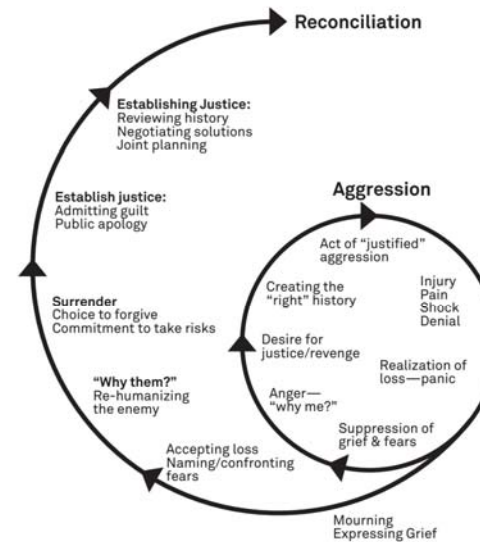 Reconciliation
Establishing Justice:
Reviewing history
Negotiating solutions
Joint planning
Establish justice:
Admitting guilt
Public apology
Surrender
Choice to forgive
Commitment to take risks
“Why them?”
Re-humanizing
the enemy
Accepting loss
Naming/confronting
fears
Mourning
Expressing Grief
Aggression
Act of “justified”
aggression
Injury
Pain
Shock
Denial
Realization of
loss—panic
Suppression of
grief & fears
Anger—
“why me?”
Desire for
justice/revenge
Creating the
“right” history